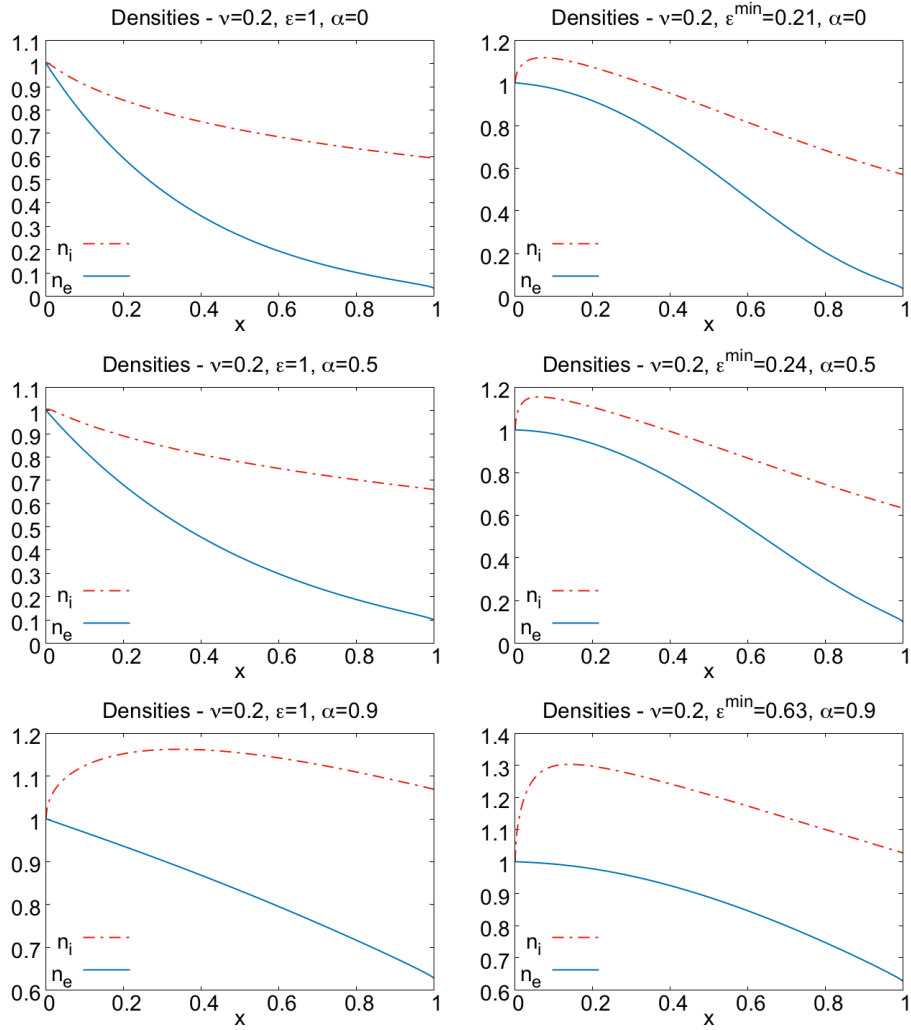 Densities - ν=0.2, ε=1, α=0
1.1
1
0.9
0.8
0.7
0.6
0.5
0.4
0.3
0.2
0.1
0
n_i
n_e
0 0.2 0.4 0.6 0.8 1
x
Densities - ν=0.2, ε^min=0.21, α=0
1.2
1
0.8
0.6
0.4
0.2
0
n_i
n_e
0 0.2 0.4 0.6 0.8 1
x
Densities - ν=0.2, ε=1, α=0.5
1.1
1
0.9
0.8
0.7
0.6
0.5
0.4
0.3
0.2
0.1
0
n_i
n_e
0 0.2 0.4 0.6 0.8 1
x
Densities - ν=0.2, ε^min=0.24, α=0.5
1.2
1
0.8
0.6
0.4
0.2
0
n_i
n_e
0 0.2 0.4 0.6 0.8 1
x
Densities - ν=0.2, ε=1, α=0.9
1.2
1.1
1
0.9
0.8
0.7
0.6
n_i
n_e
0 0.2 0.4 0.6 0.8 1
x
Densities - ν=0.2, ε^min=0.63, α=0.9
1.4
1.3
1.2
1.1
1
0.9
0.8
0.7
0.6
n_i
n_e
0 0.2 0.4 0.6 0.8 1
x